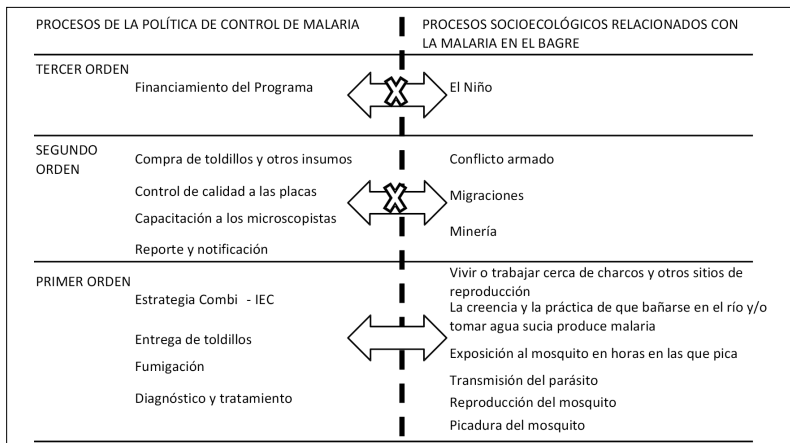 PROCESOS DE LA POLÍTICA DE CONTROL DE MALARIA
PROCESOS SOCIOECOLÓGICOS RELACIONADOS CON
LA MALARIA EN EL BAGRE
TERCER ORDEN
Financiamiento del Programa
X
El Niño
SEGUNDO
ORDEN
Compra de toldillos y otros insumos
Control de calidad a las placas
Capacitación a los microscopistas
Reporte y notificación
X
Conflicto armado
Migraciones
Minería
PRIMER ORDEN
Estrategia Combi - IEC
Entrega de toldillos
Fumigación
Diagnóstico y tratamiento
Vivir o trabajar cerca de charcos y otros sitios de
reproducción
La creencia y la práctica de que bañarse en el río y/o
tomar agua sucia produce malaria
Exposición al mosquito en horas en las que pica
Transmisión del parásito
Reproducción del mosquito
Picadura del mosquito